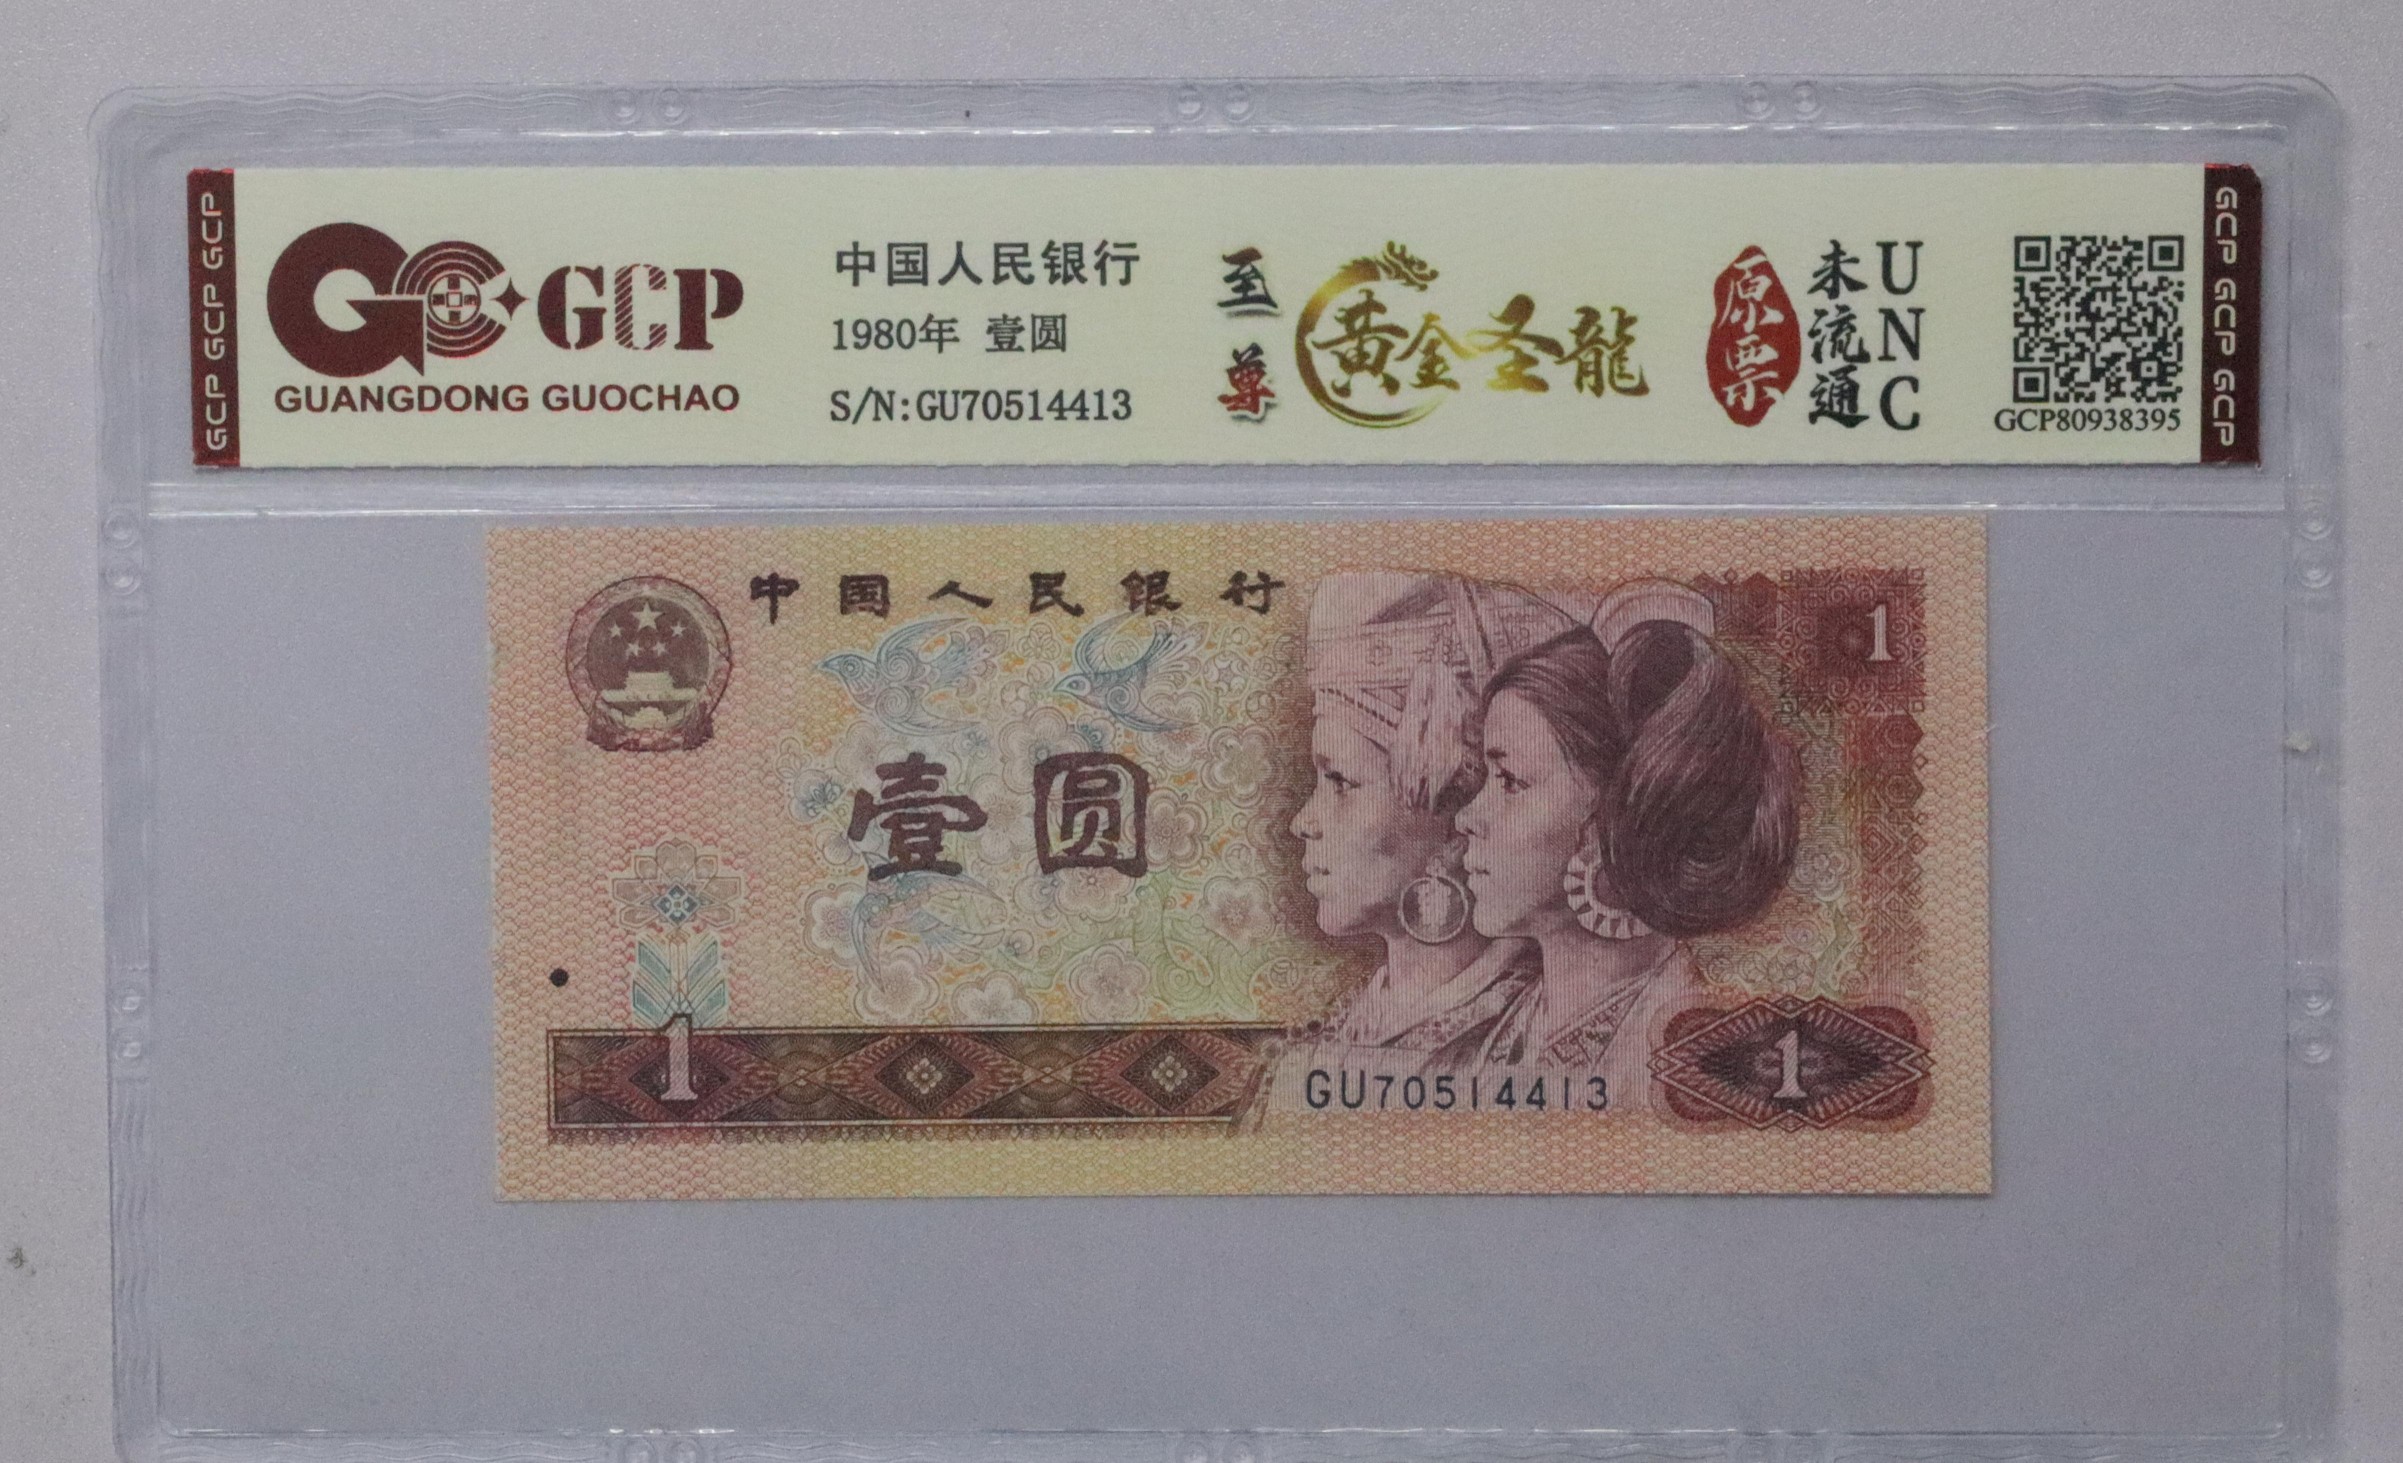 GCP GCP GCP
GCP
GUANGDONG GUOCHAO
中国人民银行
1980年 壹圆
S/N:GU70514413
至尊
黄金圣龍
原票
未流通
UNC
GCP80938395
GCP GCP GCP
中国人民银行
1
壹圆
1
GU70514413
1